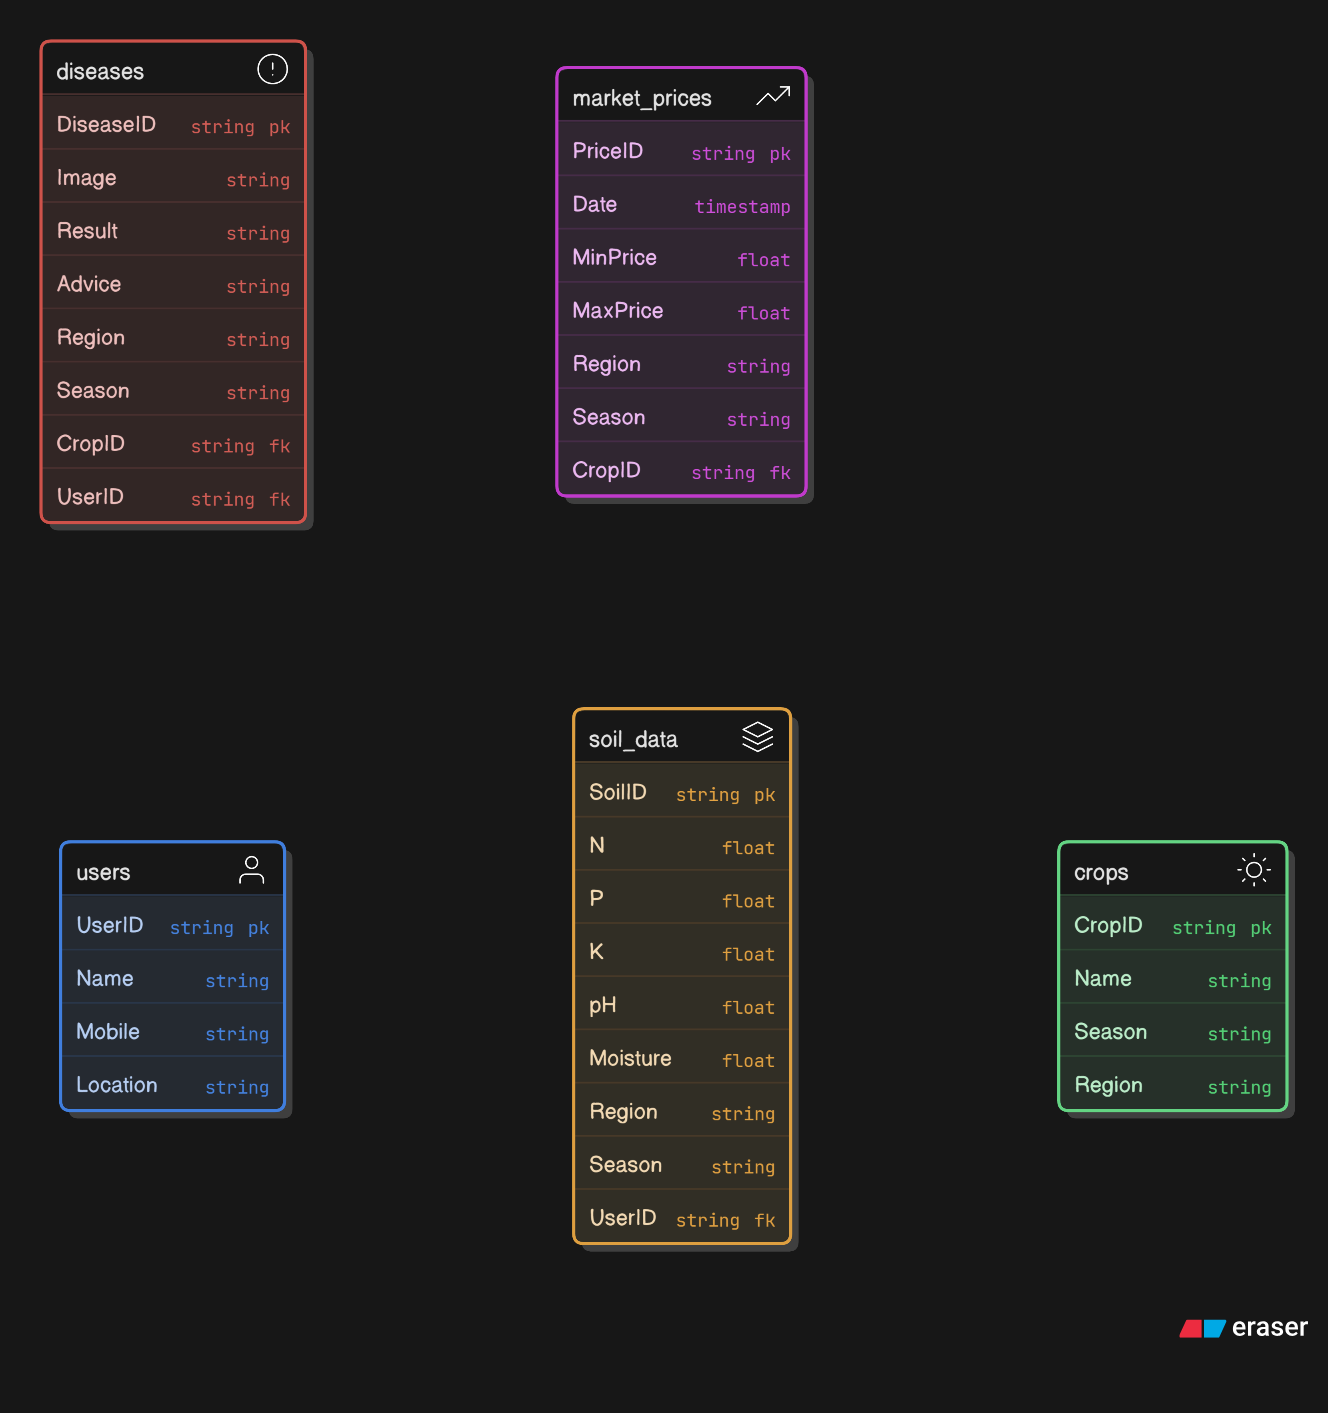 diseases
DiseaseID string pk
Image string
Result string
Advice string
Region string
Season string
CropID string fk
UserID string fk
market_prices
PriceID string pk
Date timestamp
MinPrice float
MaxPrice float
Region string
Season string
CropID string fk
users
UserID string pk
Name string
Mobile string
Location string
soil_data
SoilID string pk
N float
P float
K float
pH float
Moisture float
Region string
Season string
UserID string fk
crops
CropID string pk
Name string
Season string
Region string
eraser